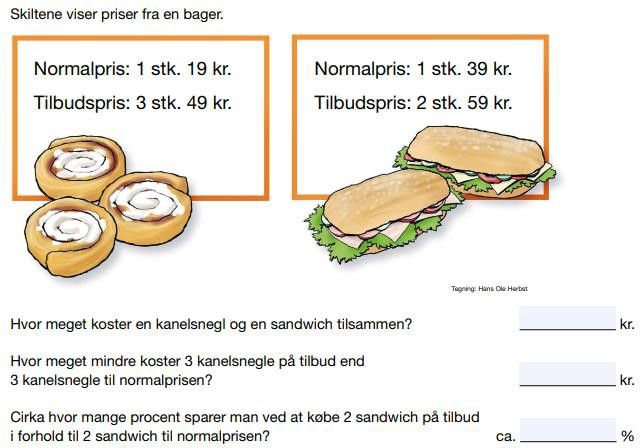 Skiltene viser priser fra en bager.
Normalpris: 1 stk. 19 kr.
Tilbudspris: 3 stk. 49 kr.
Normalpris: 1 stk. 39 kr.
Tilbudspris: 2 stk. 59 kr.
Tegning: Hans Ole Herbst
Hvor meget koster en kanelsnegl og en sandwich tilsammen? kr.
Hvor meget mindre koster 3 kanelsnegle på tilbud end
3 kanelsnegle til normalprisen? kr.
Cirka hvor mange procent sparer man ved at købe 2 sandwich på tilbud
i forhold til 2 sandwich til normalprisen? ca. %